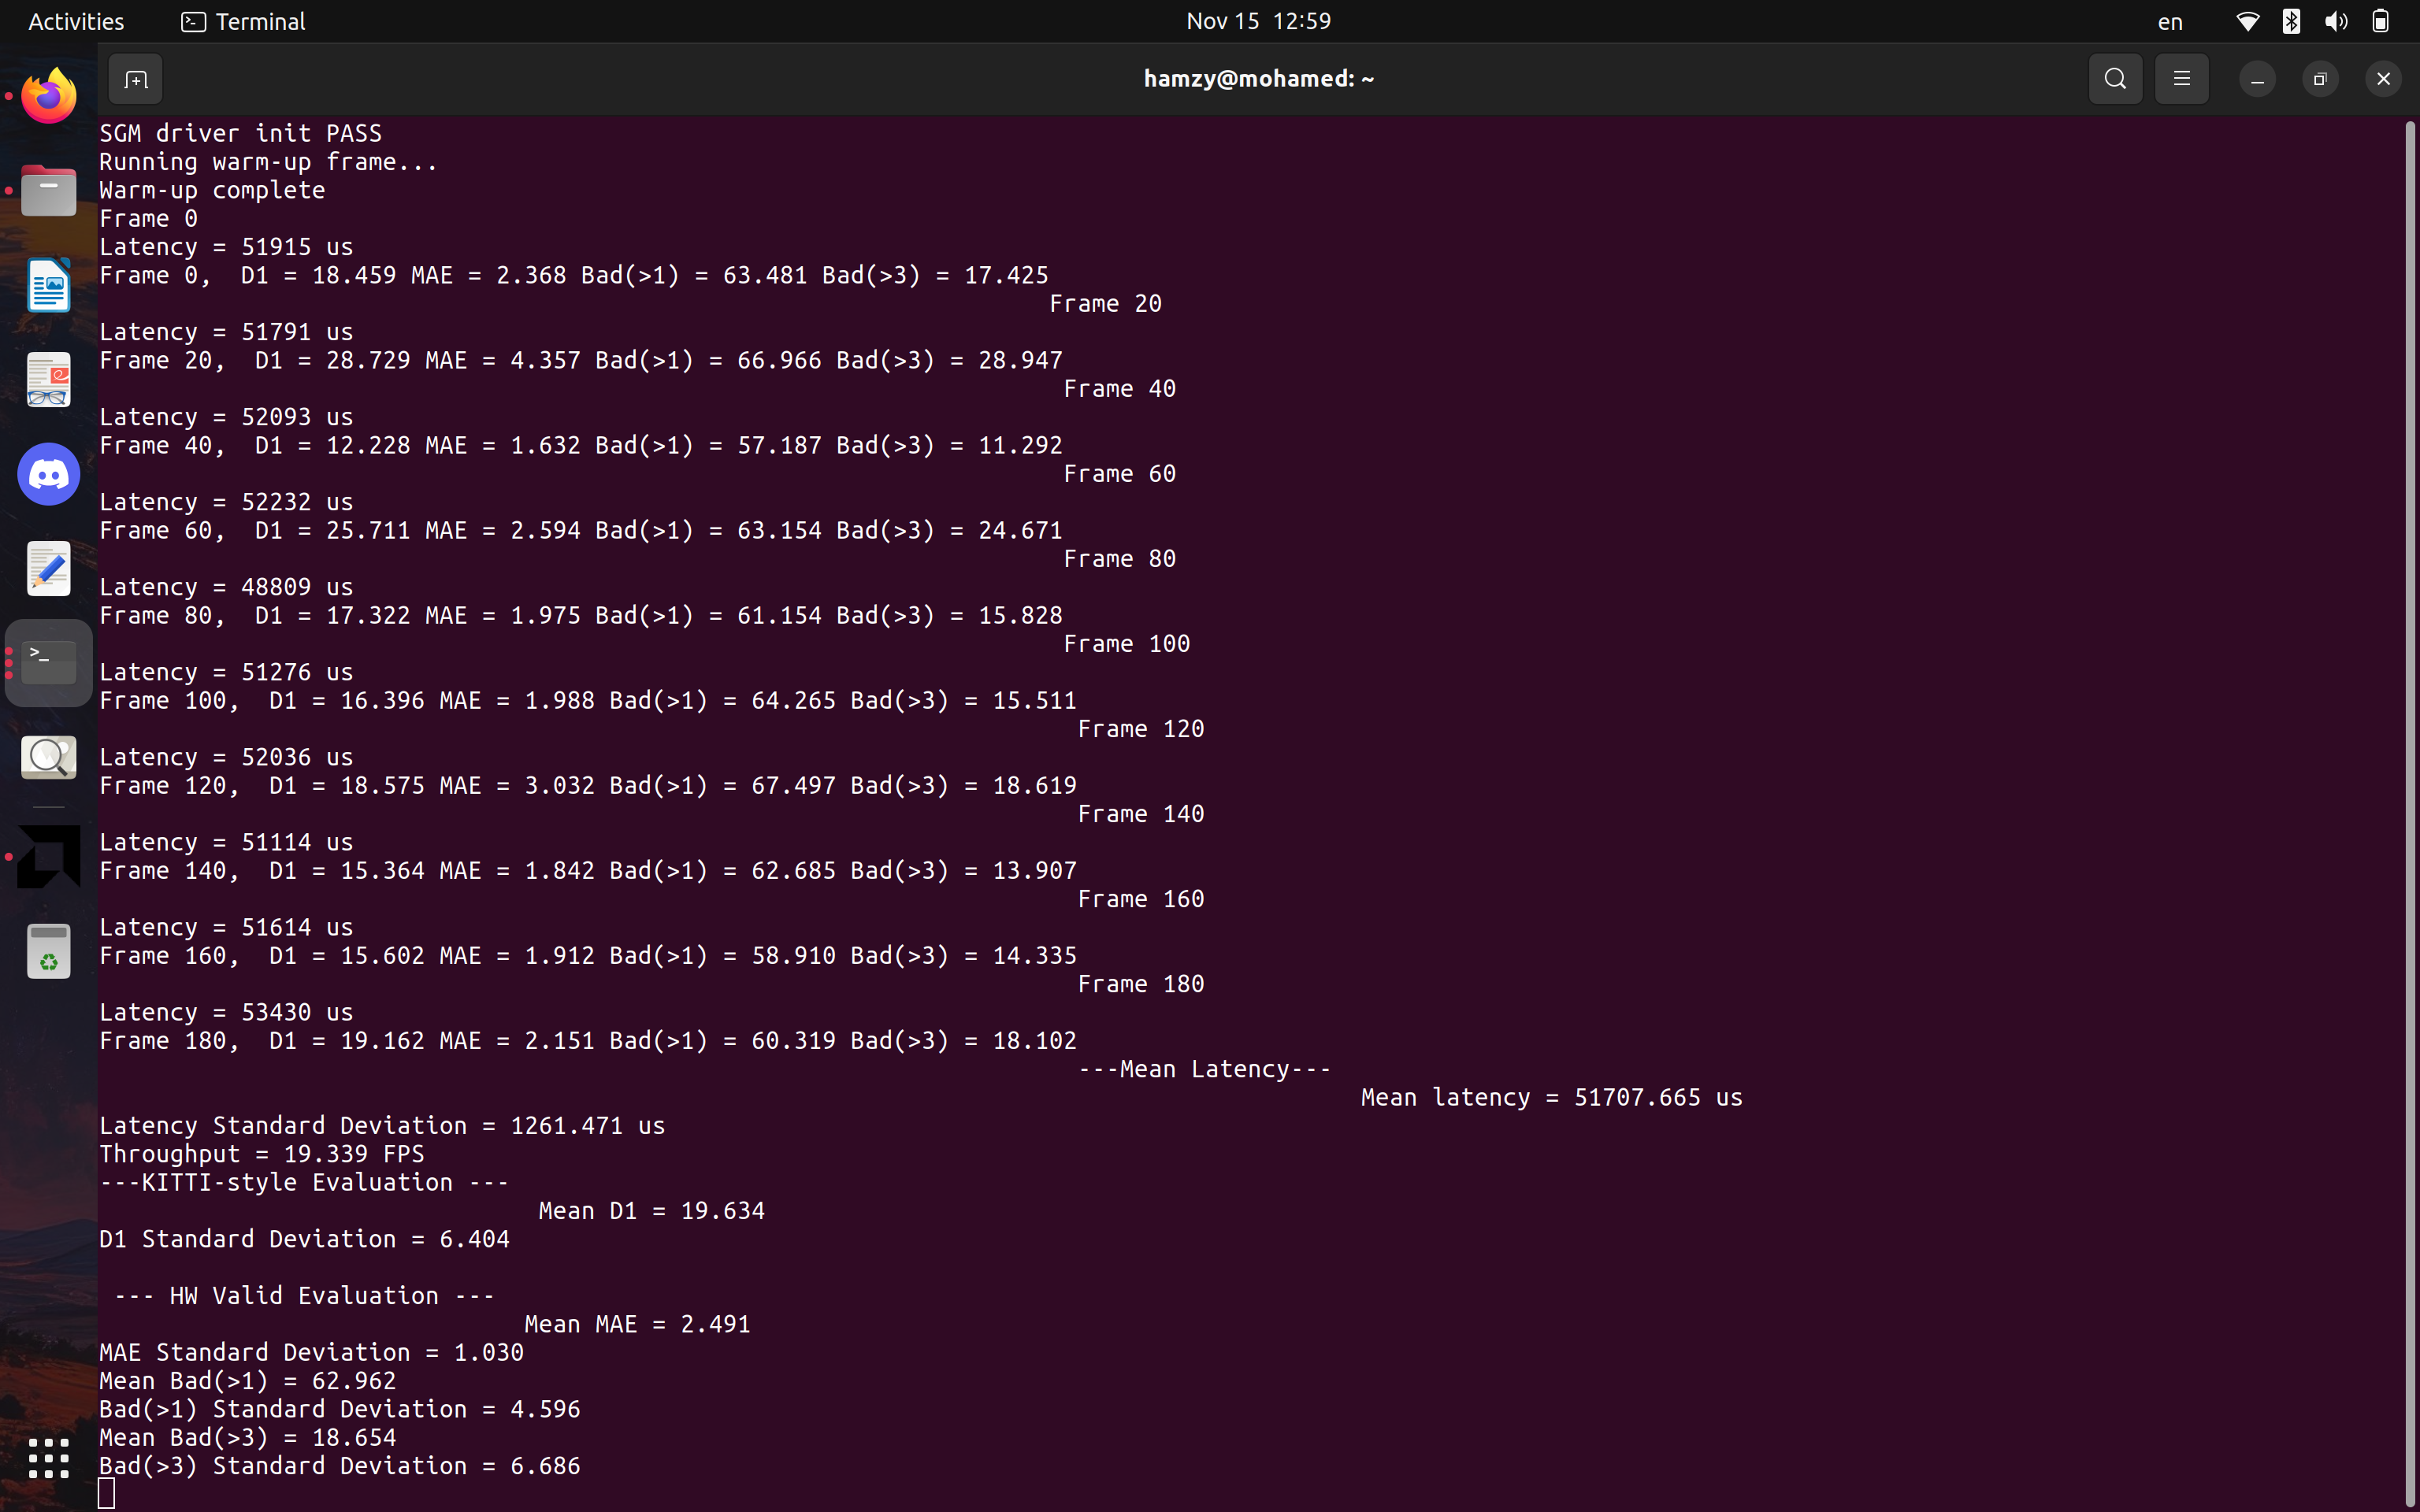 Activities Terminal Nov 15 12:59 en
hamzy@mohamed: ~
SGM driver init PASS
Running warm-up frame...
Warm-up complete
Frame 0
Latency = 51915 us
Frame 0,  D1 = 18.459 MAE = 2.368 Bad(>1) = 63.481 Bad(>3) = 17.425
Frame 20
Latency = 51791 us
Frame 20,  D1 = 28.729 MAE = 4.357 Bad(>1) = 66.966 Bad(>3) = 28.947
Frame 40
Latency = 52093 us
Frame 40,  D1 = 12.228 MAE = 1.632 Bad(>1) = 57.187 Bad(>3) = 11.292
Frame 60
Latency = 52232 us
Frame 60,  D1 = 25.711 MAE = 2.594 Bad(>1) = 63.154 Bad(>3) = 24.671
Frame 80
Latency = 48809 us
Frame 80,  D1 = 17.322 MAE = 1.975 Bad(>1) = 61.154 Bad(>3) = 15.828
Frame 100
Latency = 51276 us
Frame 100,  D1 = 16.396 MAE = 1.988 Bad(>1) = 64.265 Bad(>3) = 15.511
Frame 120
Latency = 52036 us
Frame 120,  D1 = 18.575 MAE = 3.032 Bad(>1) = 67.497 Bad(>3) = 18.619
Frame 140
Latency = 51114 us
Frame 140,  D1 = 15.364 MAE = 1.842 Bad(>1) = 62.685 Bad(>3) = 13.907
Frame 160
Latency = 51614 us
Frame 160,  D1 = 15.602 MAE = 1.912 Bad(>1) = 58.910 Bad(>3) = 14.335
Frame 180
Latency = 53430 us
Frame 180,  D1 = 19.162 MAE = 2.151 Bad(>1) = 60.319 Bad(>3) = 18.102
---Mean Latency---
Mean latency = 51707.665 us
Latency Standard Deviation = 1261.471 us
Throughput = 19.339 FPS
---KITTI-style Evaluation ---
Mean D1 = 19.634
D1 Standard Deviation = 6.404
--- HW Valid Evaluation ---
Mean MAE = 2.491
MAE Standard Deviation = 1.030
Mean Bad(>1) = 62.962
Bad(>1) Standard Deviation = 4.596
Mean Bad(>3) = 18.654
Bad(>3) Standard Deviation = 6.686